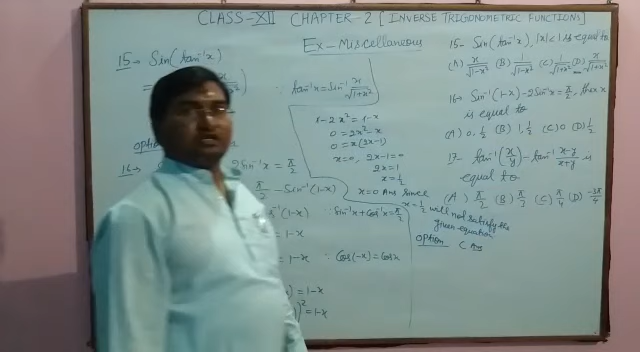 CLASS-XII CHAPTER-2 [INVERSE TRIGONOMETRIC FUNCTIONS]
Ex-Miscellaneous
15→ Sin(tan⁻¹x)
∵ tan⁻¹x = Sin⁻¹ x/√1+x²
16→ 2Sin⁻¹x = π/2
π/2 - Sin⁻¹(1-x)
(1-x) ∵ Sin⁻¹x + Cos⁻¹x = π/2
= 1-x
= 1-x ∵ Cos(-x) = Cosx
) = 1-x
)² = 1-x
1-2x² = 1-x
0 = 2x²-x
0 = x(2x-1)
x=0, 2x-1=0
2x=1
x=1/2
x=0 Ans Since
x=1/2 will not satisfy the
given equation
option C Ans
15- Sin(tan⁻¹x), |x|<1 is equal to
(A) x/√1-x² (B) 1/√1-x² (C) 1/√1+x² (D) x/√1+x²
16- Sin⁻¹(1-x) - 2Sin⁻¹x = π/2, then x
is equal to
(A) 0, 1/2 (B) 1, 1/2 (C) 0 (D) 1/2
17- tan⁻¹(x/y) - tan⁻¹ x-y/x+y is
equal to
(A) π/2 (B) π/3 (C) π/4 (D) -3π/4